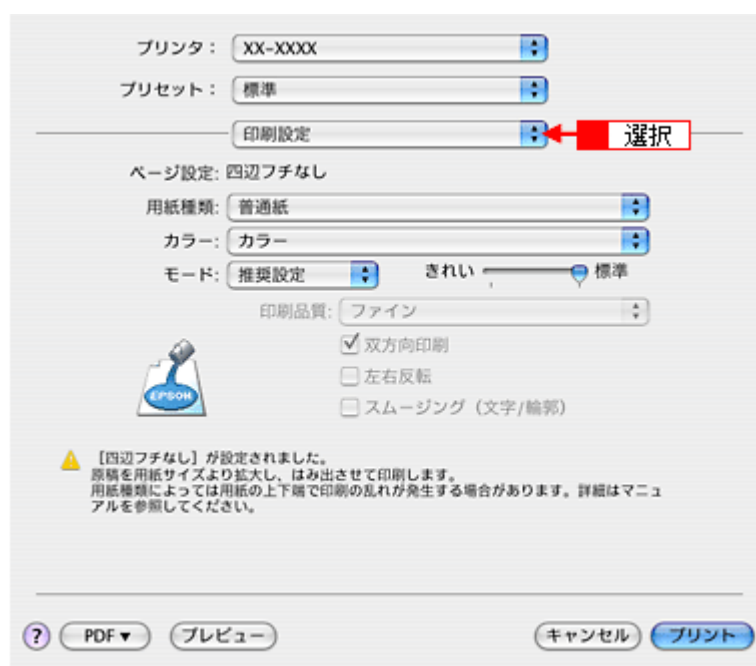 プリンタ： XX-XXXX
プリセット： 標準
印刷設定 選択
ページ設定: 四辺フチなし
用紙種類: 普通紙
カラー: カラー
モード: 推奨設定 きれい 標準
印刷品質: ファイン
双方向印刷
左右反転
スムージング（文字/輪郭）
EPSON
［四辺フチなし］が設定されました。
原稿を用紙サイズより拡大し、はみ出させて印刷します。
用紙種類によっては用紙の上下端で印刷の乱れが発生する場合があります。詳細はマニュ
アルを参照してください。
? PDF▼ プレビュー キャンセル プリント